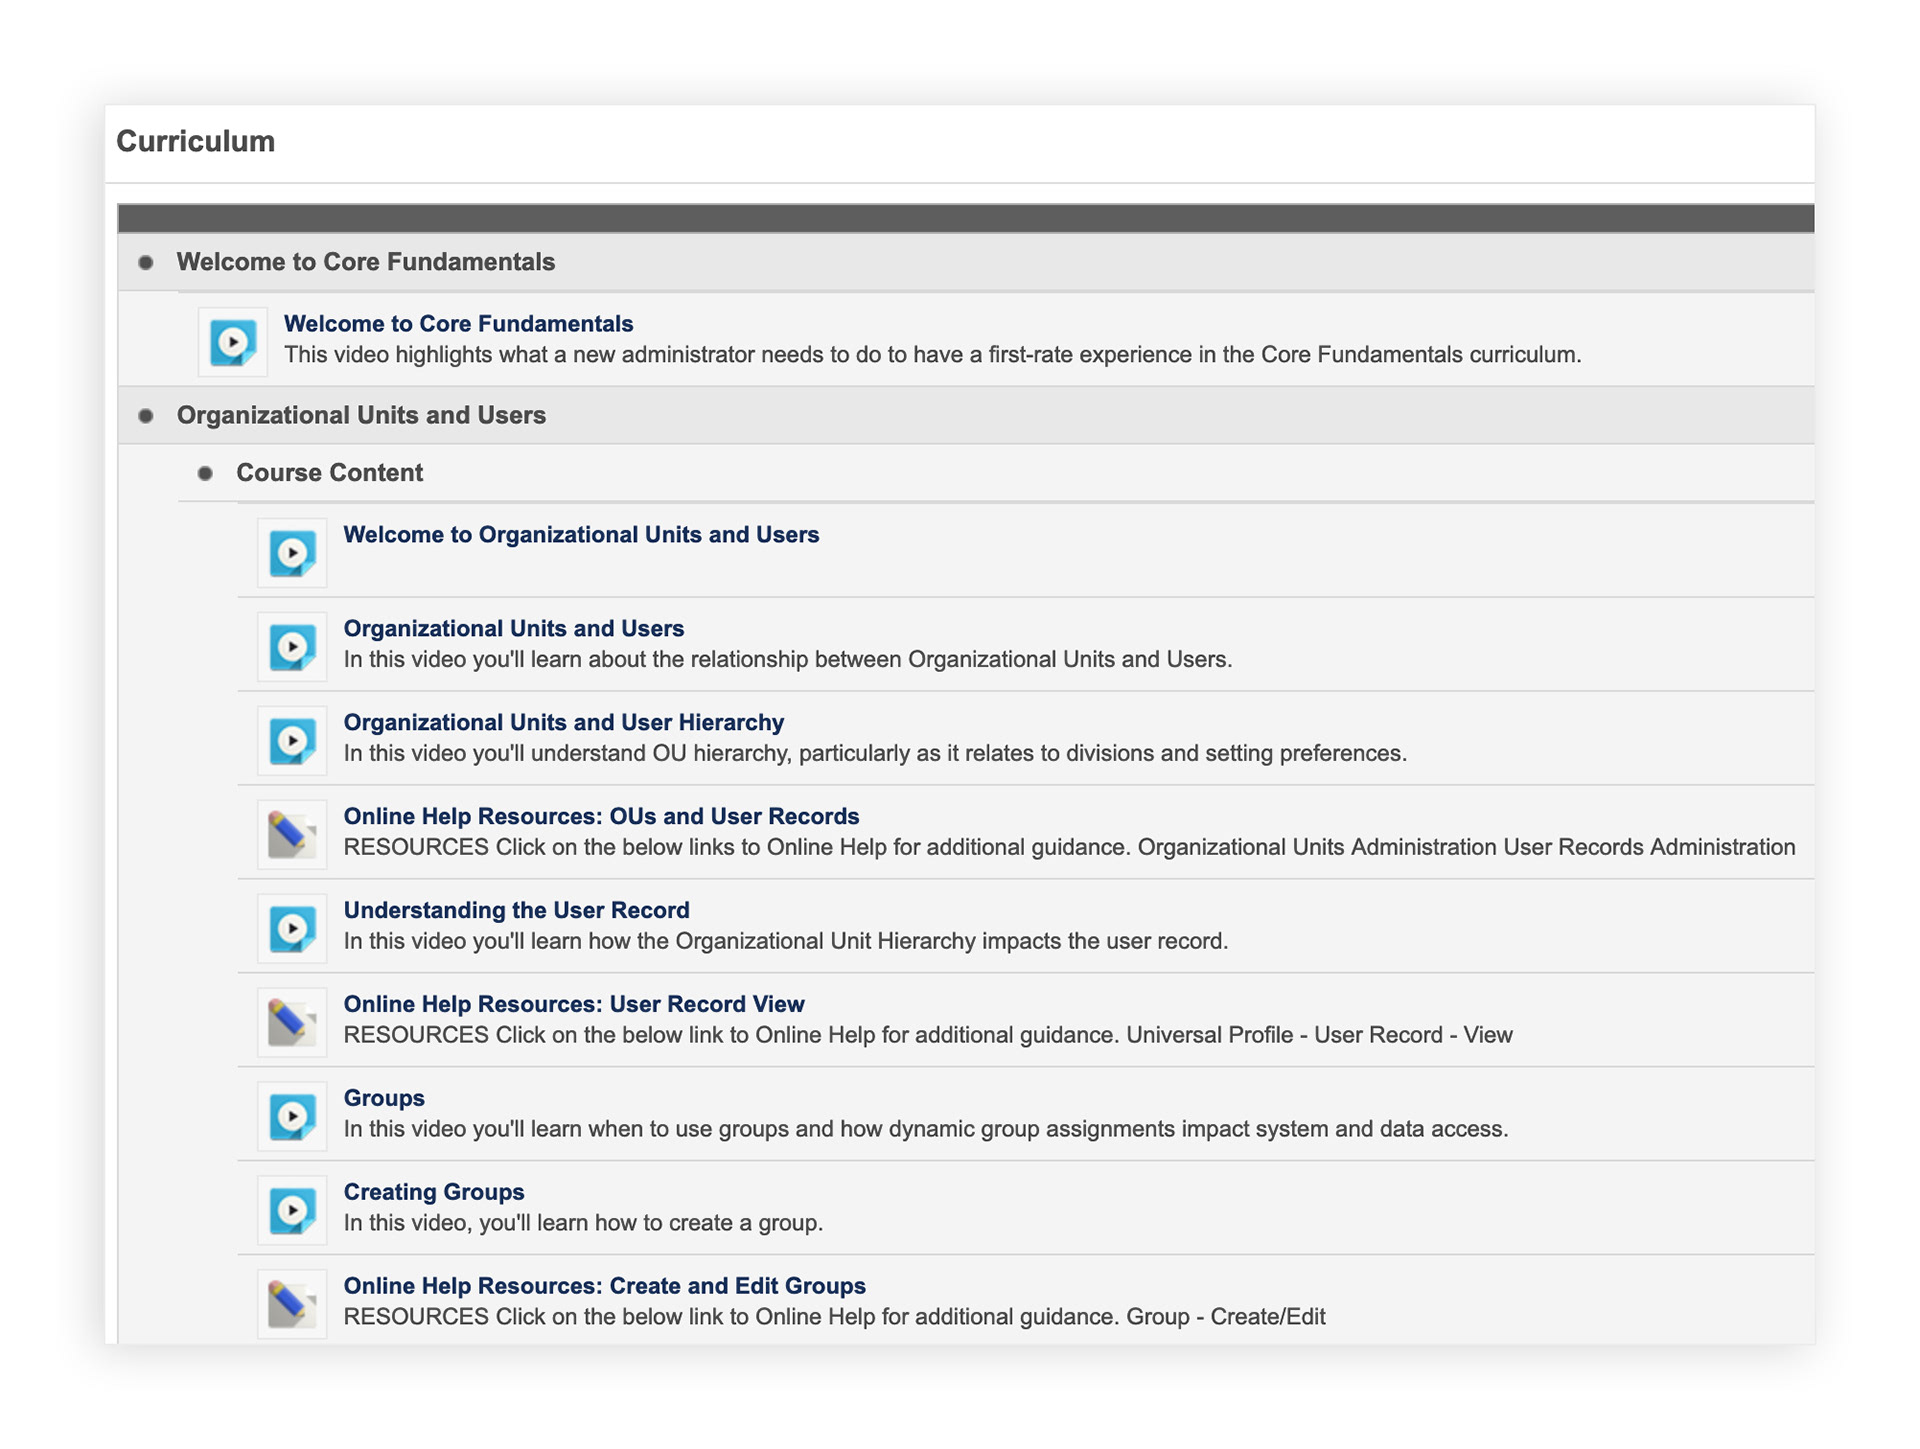 Curriculum
Welcome to Core Fundamentals
Welcome to Core Fundamentals
This video highlights what a new administrator needs to do to have a first-rate experience in the Core Fundamentals curriculum.
Organizational Units and Users
Course Content
Welcome to Organizational Units and Users
Organizational Units and Users
In this video you'll learn about the relationship between Organizational Units and Users.
Organizational Units and User Hierarchy
In this video you'll understand OU hierarchy, particularly as it relates to divisions and setting preferences.
Online Help Resources: OUs and User Records
RESOURCES Click on the below links to Online Help for additional guidance. Organizational Units Administration User Records Administration
Understanding the User Record
In this video you'll learn how the Organizational Unit Hierarchy impacts the user record.
Online Help Resources: User Record View
RESOURCES Click on the below link to Online Help for additional guidance. Universal Profile - User Record - View
Groups
In this video you'll learn when to use groups and how dynamic group assignments impact system and data access.
Creating Groups
In this video, you'll learn how to create a group.
Online Help Resources: Create and Edit Groups
RESOURCES Click on the below link to Online Help for additional guidance. Group - Create/Edit